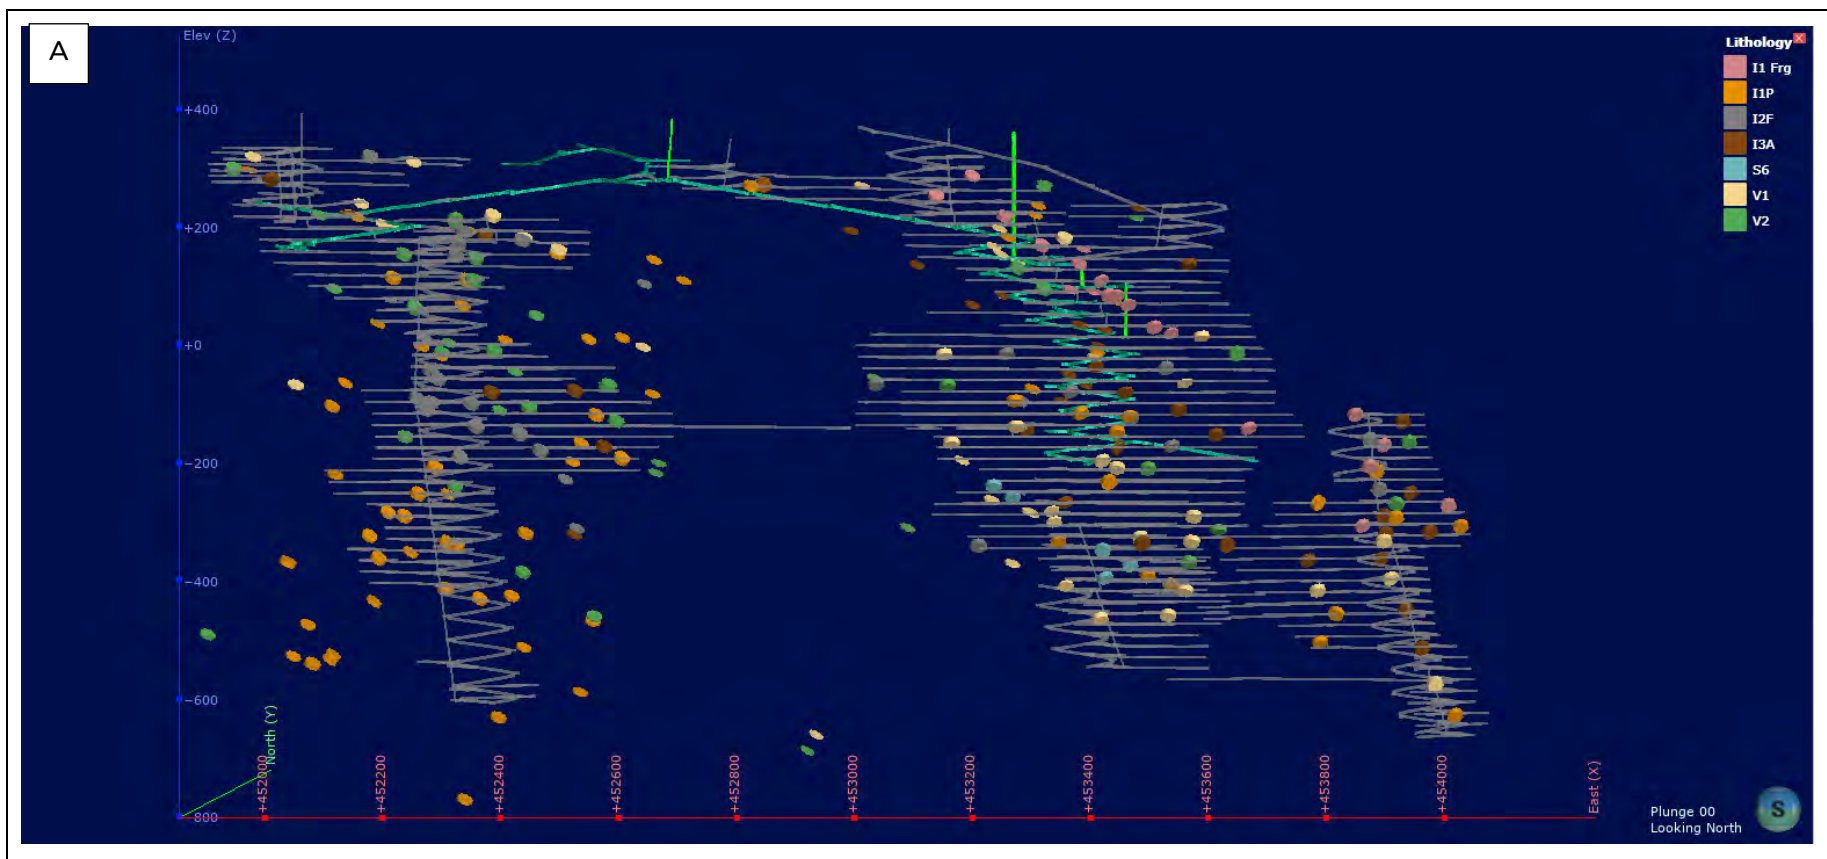 A
Elev (Z)
Lithology
I1 Frg
I1P
I2F
I3A
S6
V1
V2
+400
+200
+0
−200
−400
−600
800
North (Y)
+452000
+452200
+452400
+452600
+452800
+453000
+453200
+453400
+453600
+453800
+454000
East (X)
Plunge 00
Looking North
S